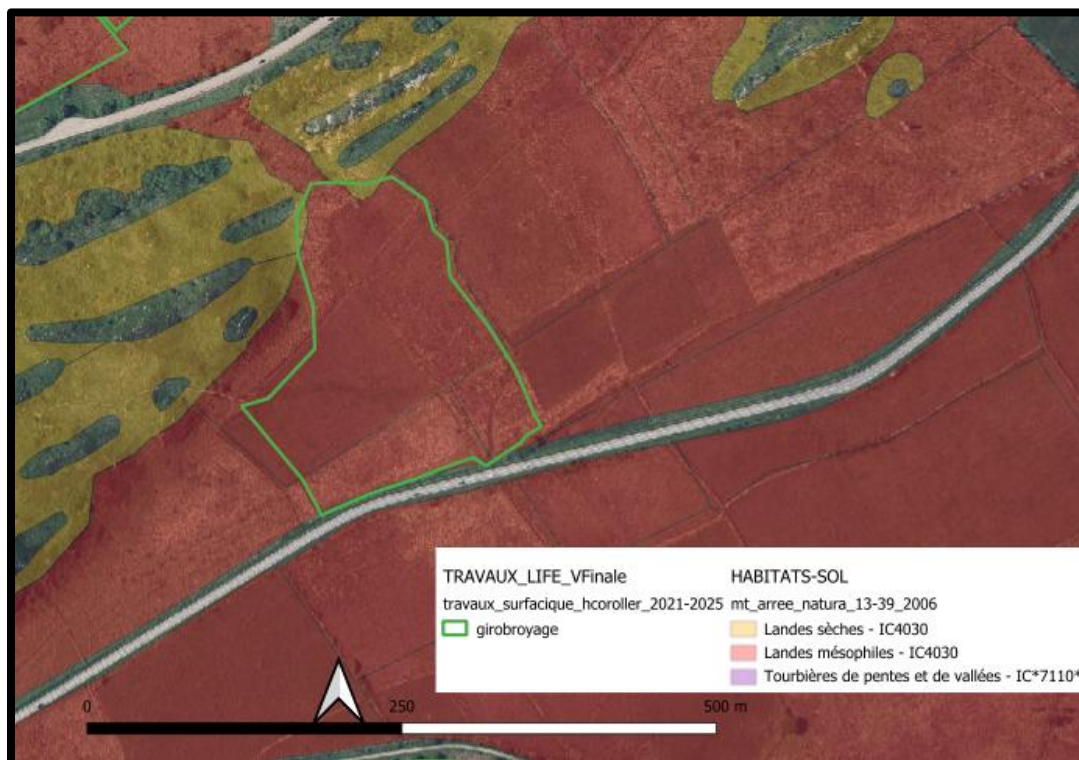 TRAVAUX_LIFE_VFinale
travaux_surfacique_hcoroller_2021-2025
girobroyage
HABITATS-SOL
mt_arree_natura_13-39_2006
Landes sèches - IC4030
Landes mésophiles - IC4030
Tourbières de pentes et de vallées - IC*7110*
0 250 500 m